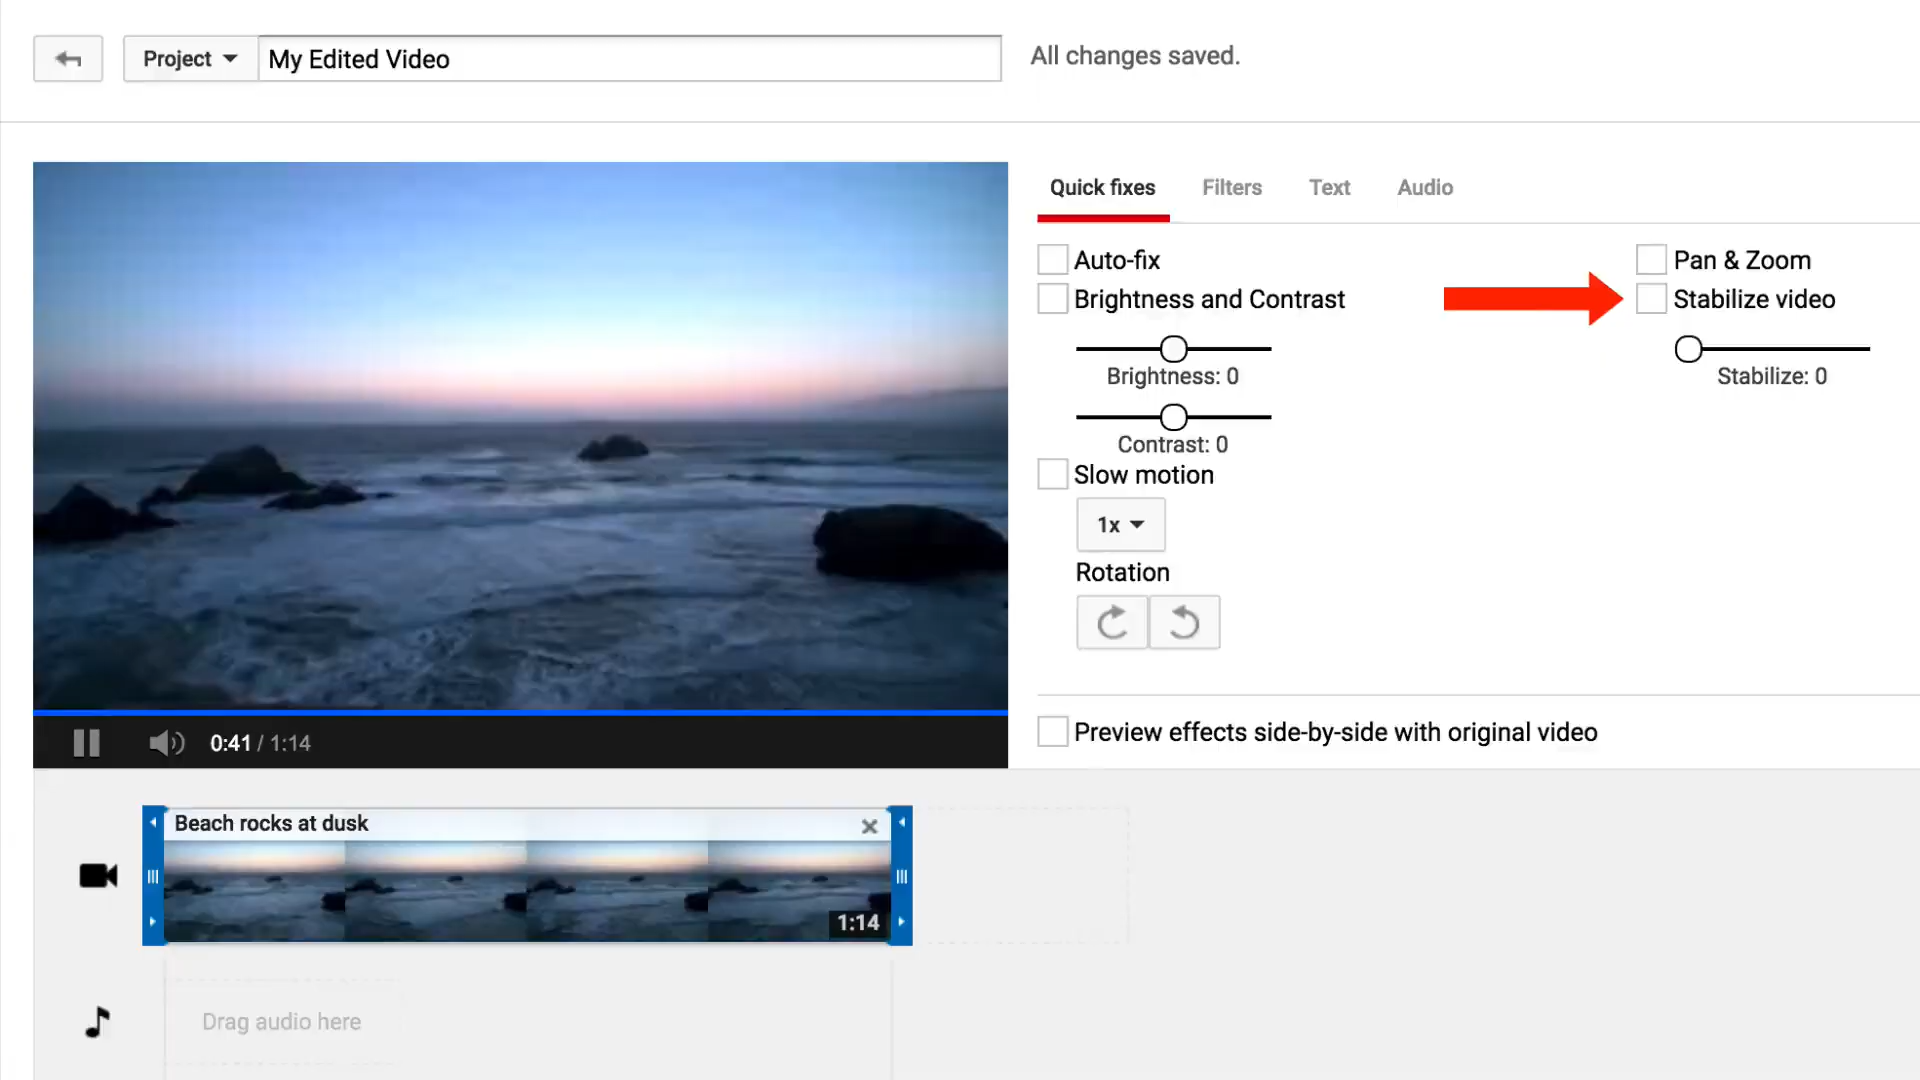 Project
My Edited Video
All changes saved.
Quick fixes
Filters
Text
Audio
Auto-fix
Brightness and Contrast
Brightness: 0
Contrast: 0
Slow motion
1x
Rotation
Pan & Zoom
Stabilize video
Stabilize: 0
Preview effects side-by-side with original video
0:41 / 1:14
Beach rocks at dusk
1:14
Drag audio here